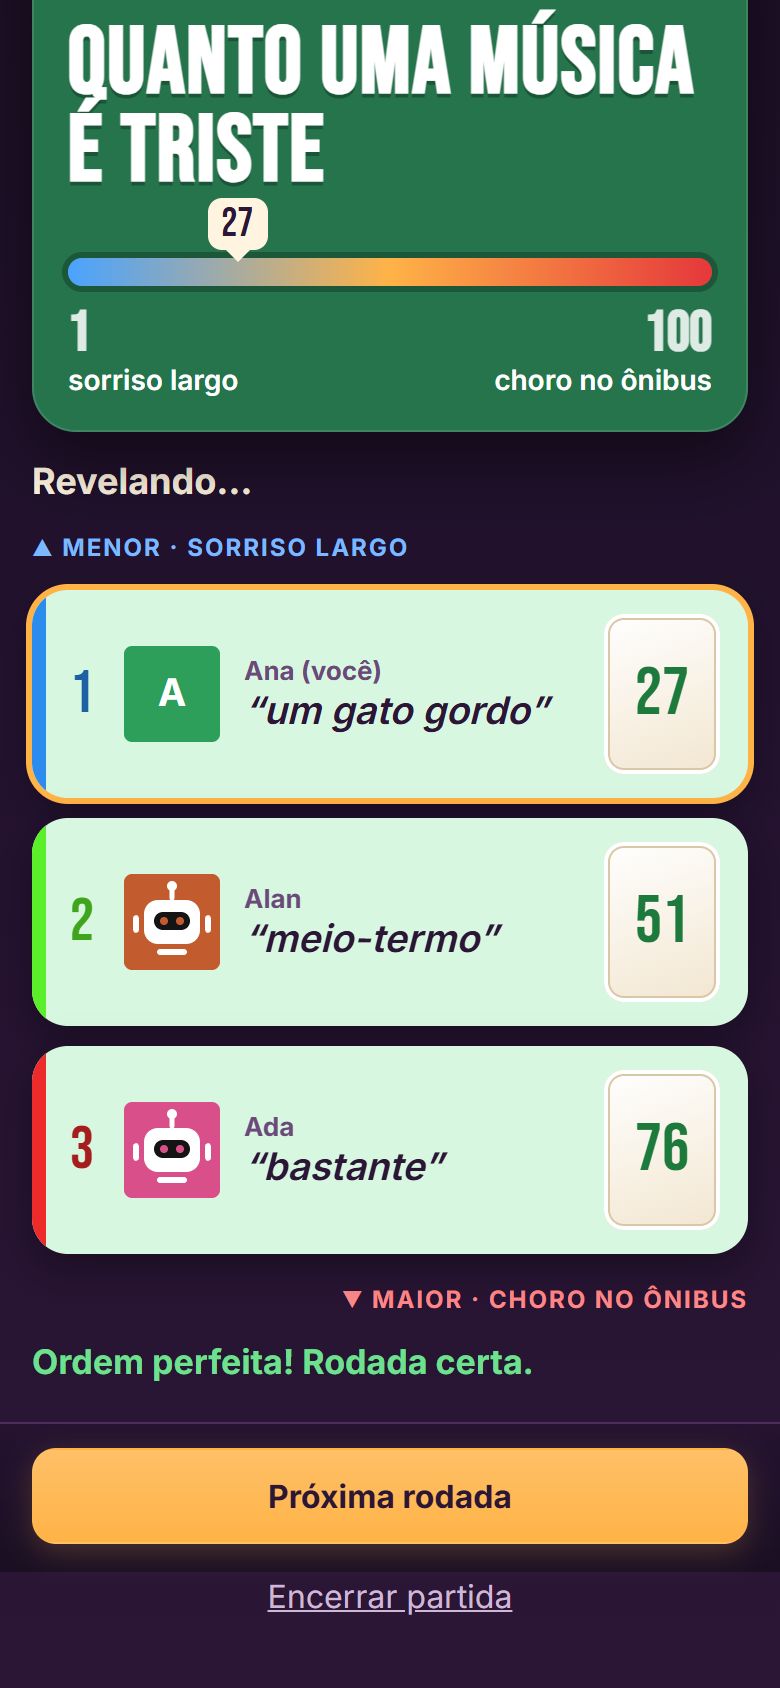 QUANTO UMA MÚSICA
É TRISTE
27
1
100
sorriso largo
choro no ônibus
Revelando...
▲ MENOR · SORRISO LARGO
1
A
Ana (você)
“um gato gordo”
27
2
Alan
“meio-termo”
51
3
Ada
“bastante”
76
▼ MAIOR · CHORO NO ÔNIBUS
Ordem perfeita! Rodada certa.
Próxima rodada
Encerrar partida